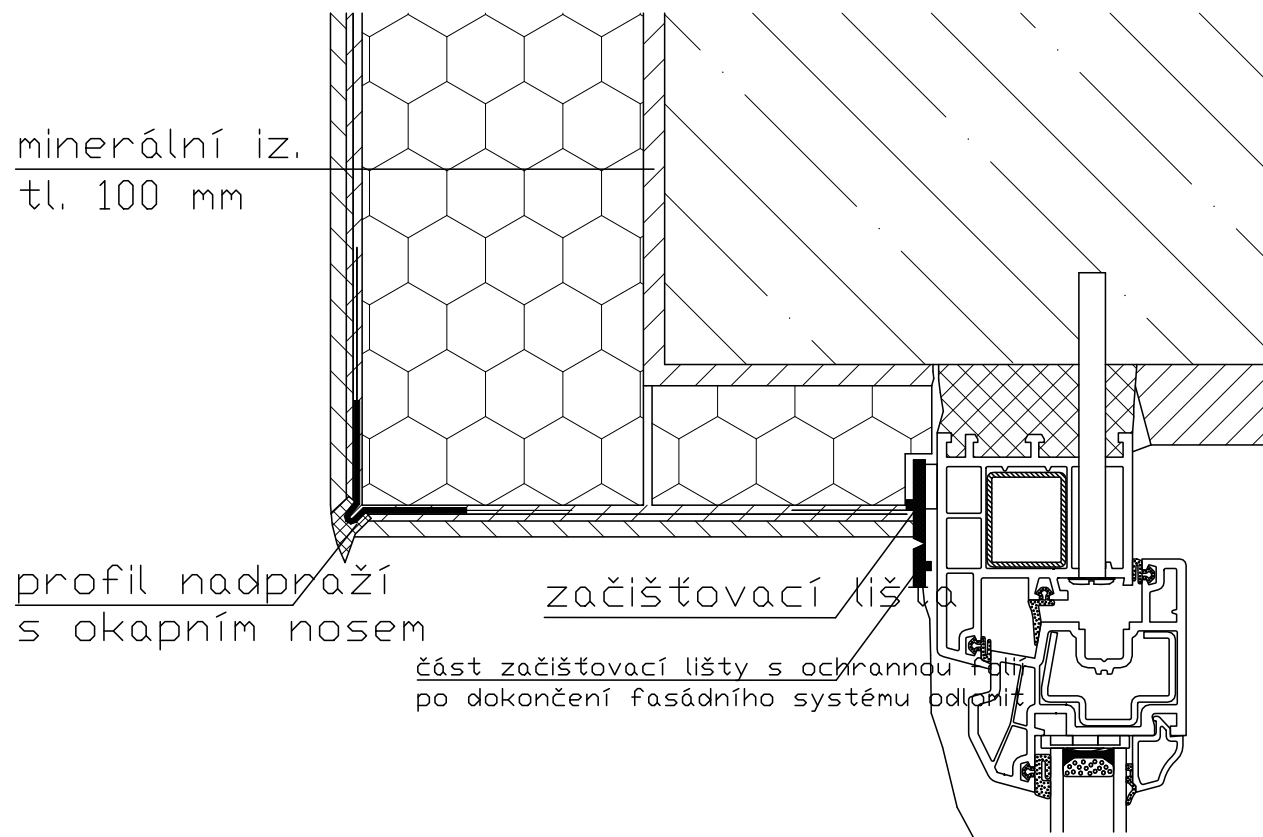 minerální iz.
tl. 100 mm
profil nadpraží
s okapním nosem
začišťovací lišta
část začišťovací lišty s ochrannou folií
po dokončení fasádního systému odlomit